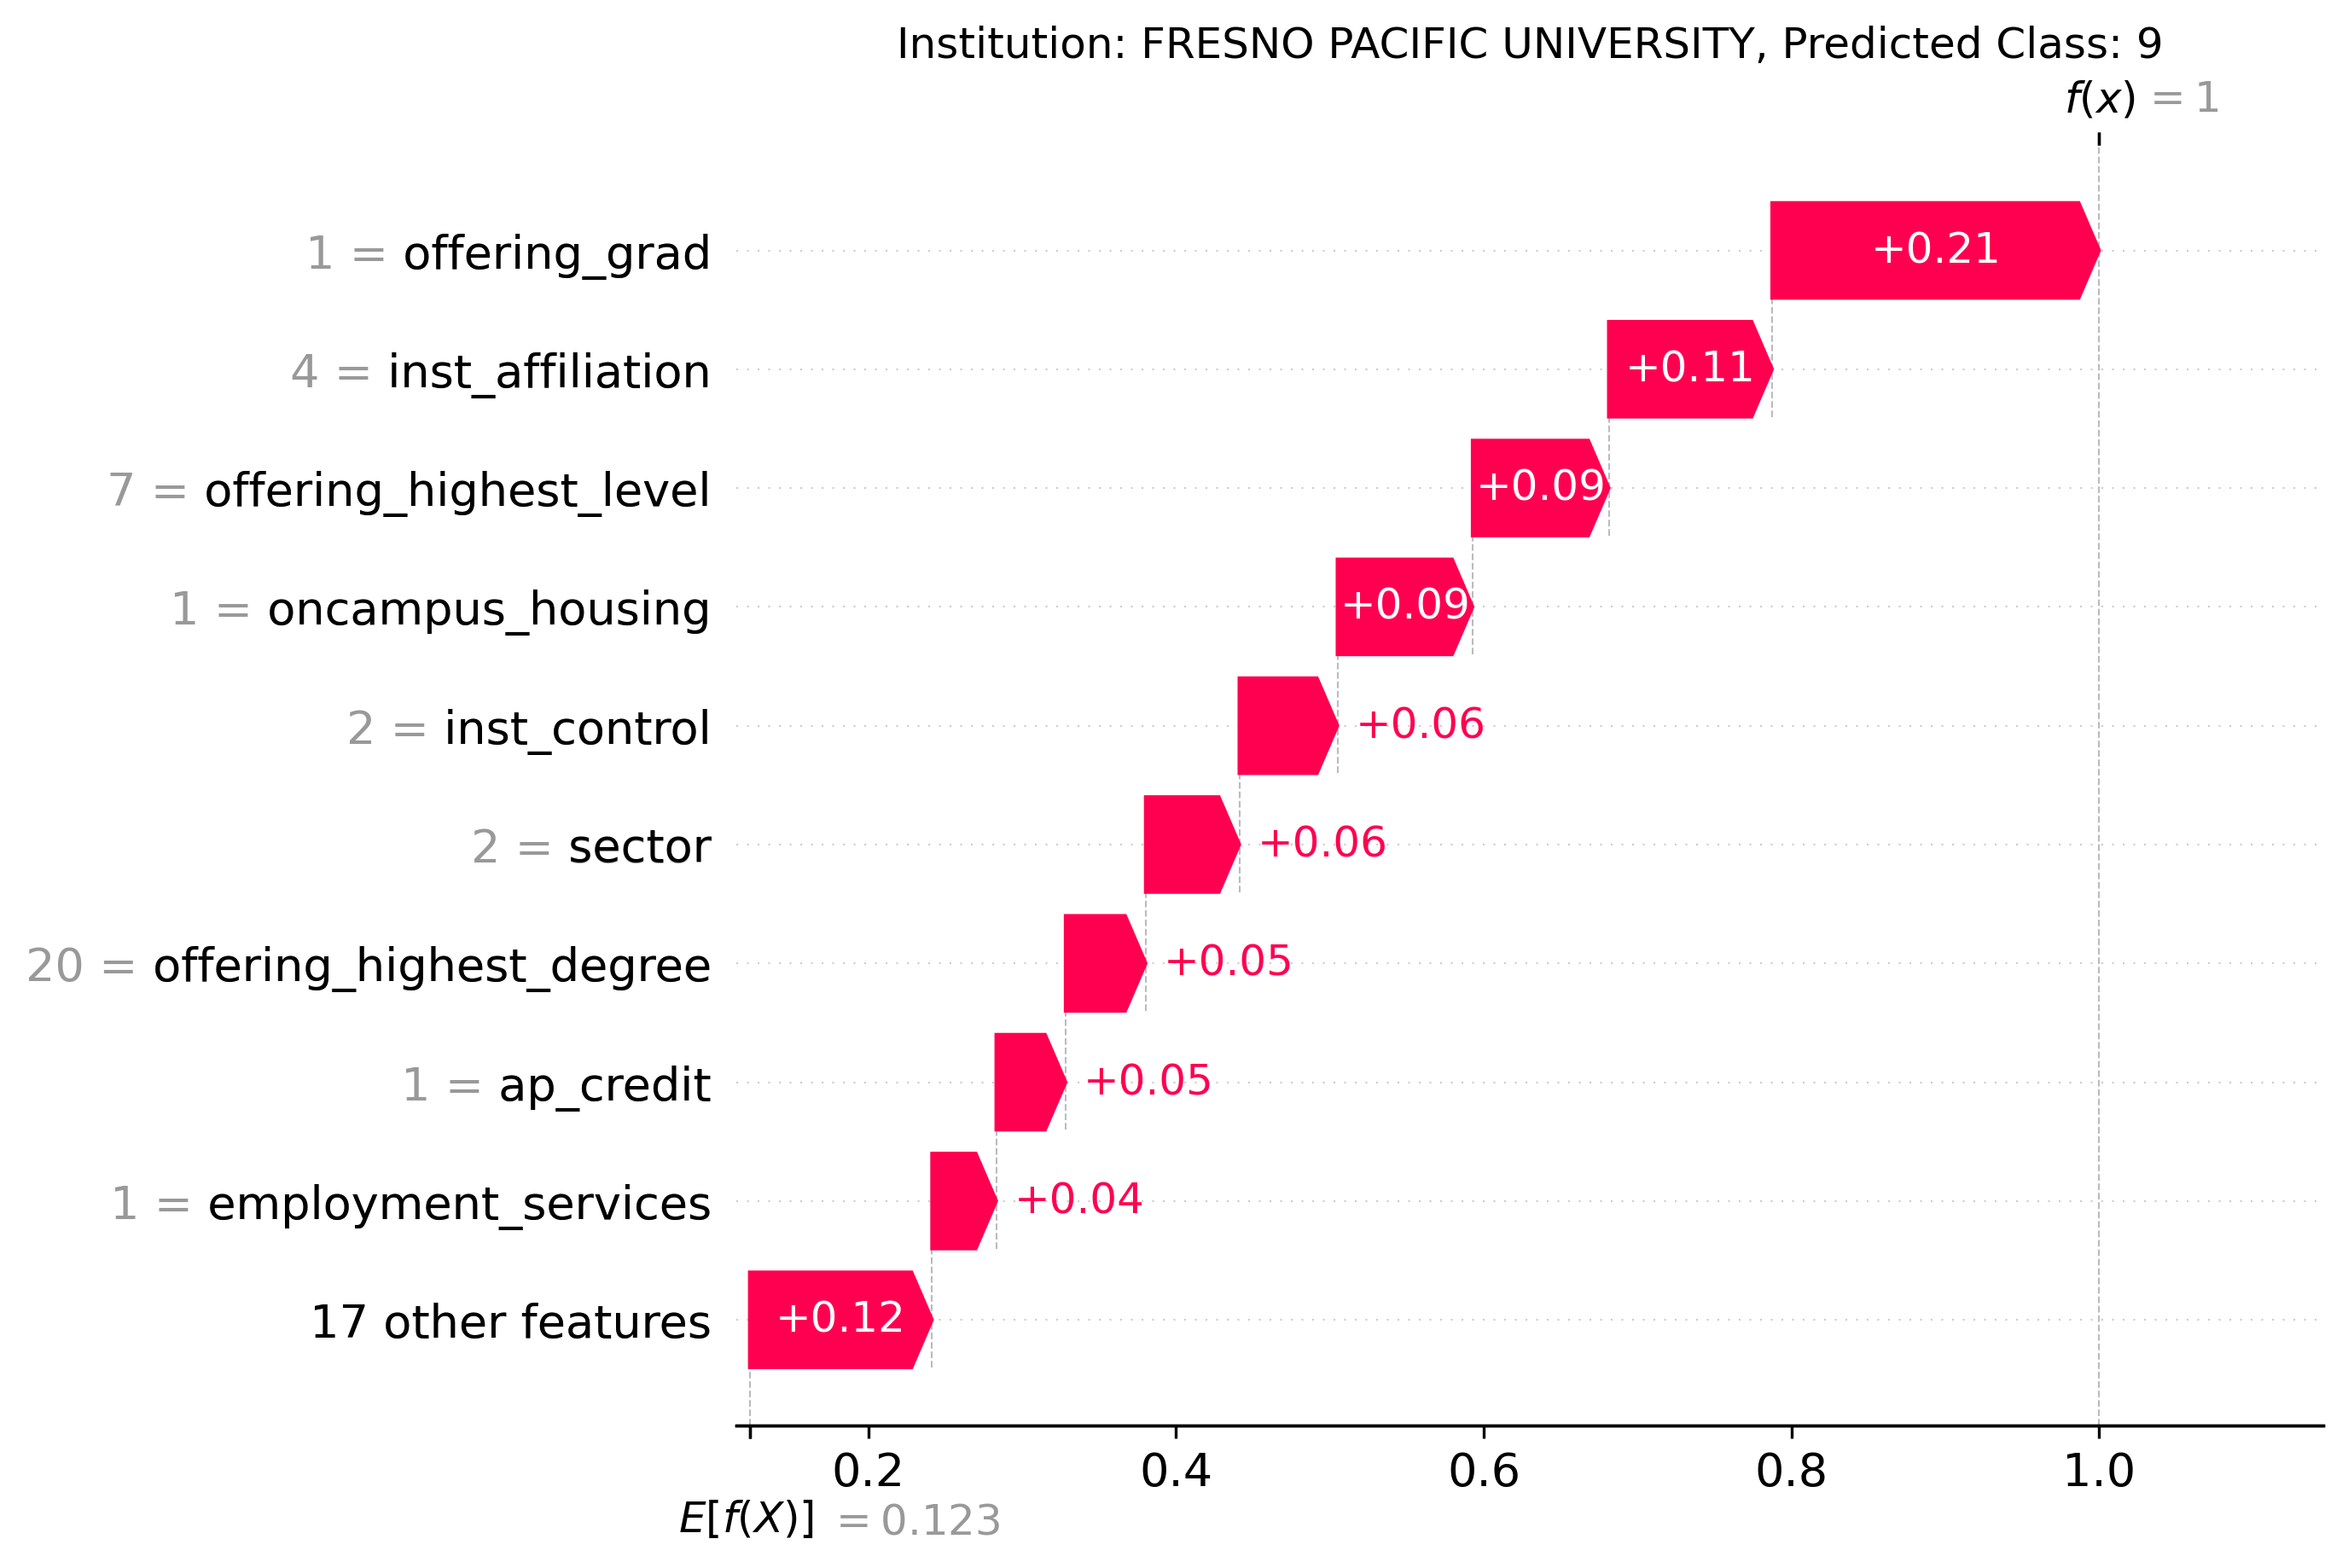 Institution: FRESNO PACIFIC UNIVERSITY, Predicted Class: 9
f(x) = 1
1 = offering_grad
+0.21
4 = inst_affiliation
+0.11
7 = offering_highest_level
+0.09
1 = oncampus_housing
+0.09
2 = inst_control
+0.06
2 = sector
+0.06
20 = offering_highest_degree
+0.05
1 = ap_credit
+0.05
1 = employment_services
+0.04
17 other features
+0.12
0.2 0.4 0.6 0.8 1.0
E[f(X)] = 0.123